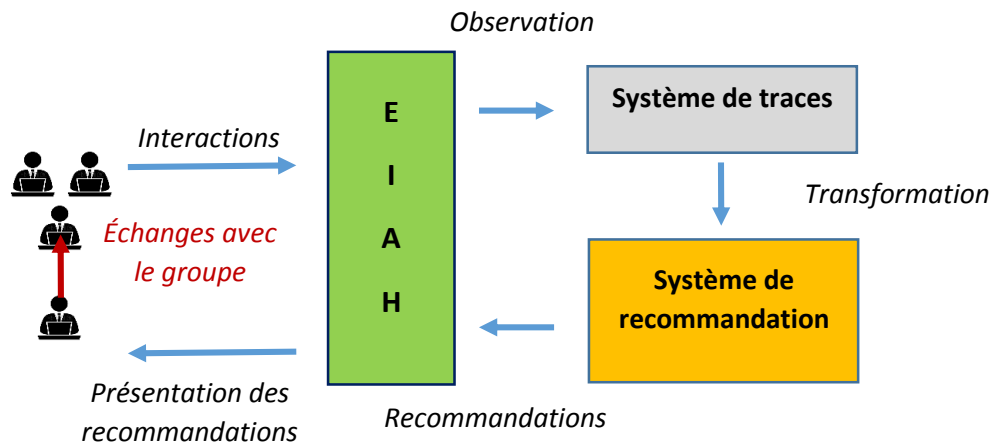 Observation
E
I
A
H
Système de traces
Interactions
Transformation
Échanges avec
le groupe
Système de
recommandation
Présentation des
recommandations
Recommandations